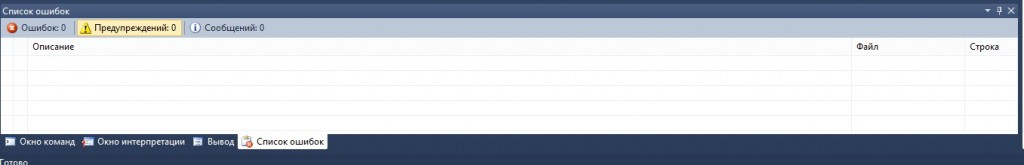 Список ошибок
Ошибок: 0 Предупреждений: 0 Сообщений: 0
Описание Файл Строка
Окно команд Окно интерпретации Вывод Список ошибок
Готово